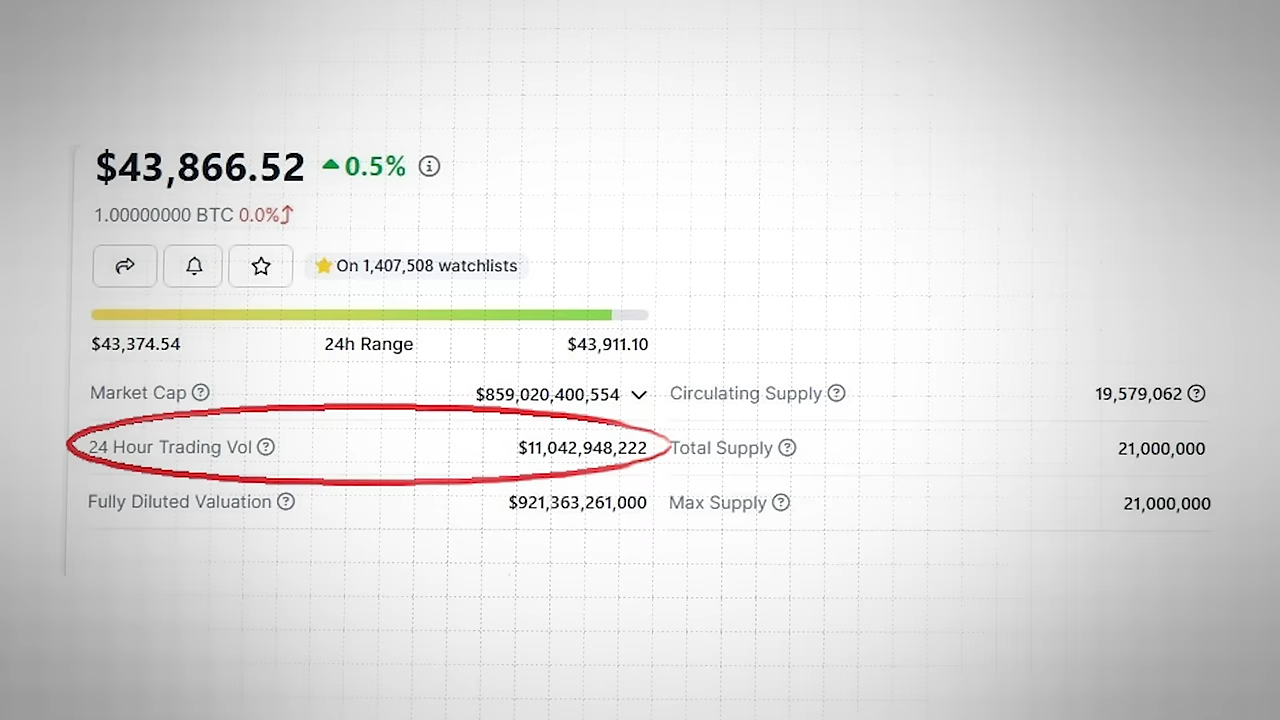 $43,866.52 0.5%
1.00000000 BTC 0.0%
On 1,407,508 watchlists
$43,374.54 24h Range $43,911.10
Market Cap $859,020,400,554 Circulating Supply 19,579,062
24 Hour Trading Vol $11,042,948,222 Total Supply 21,000,000
Fully Diluted Valuation $921,363,261,000 Max Supply 21,000,000